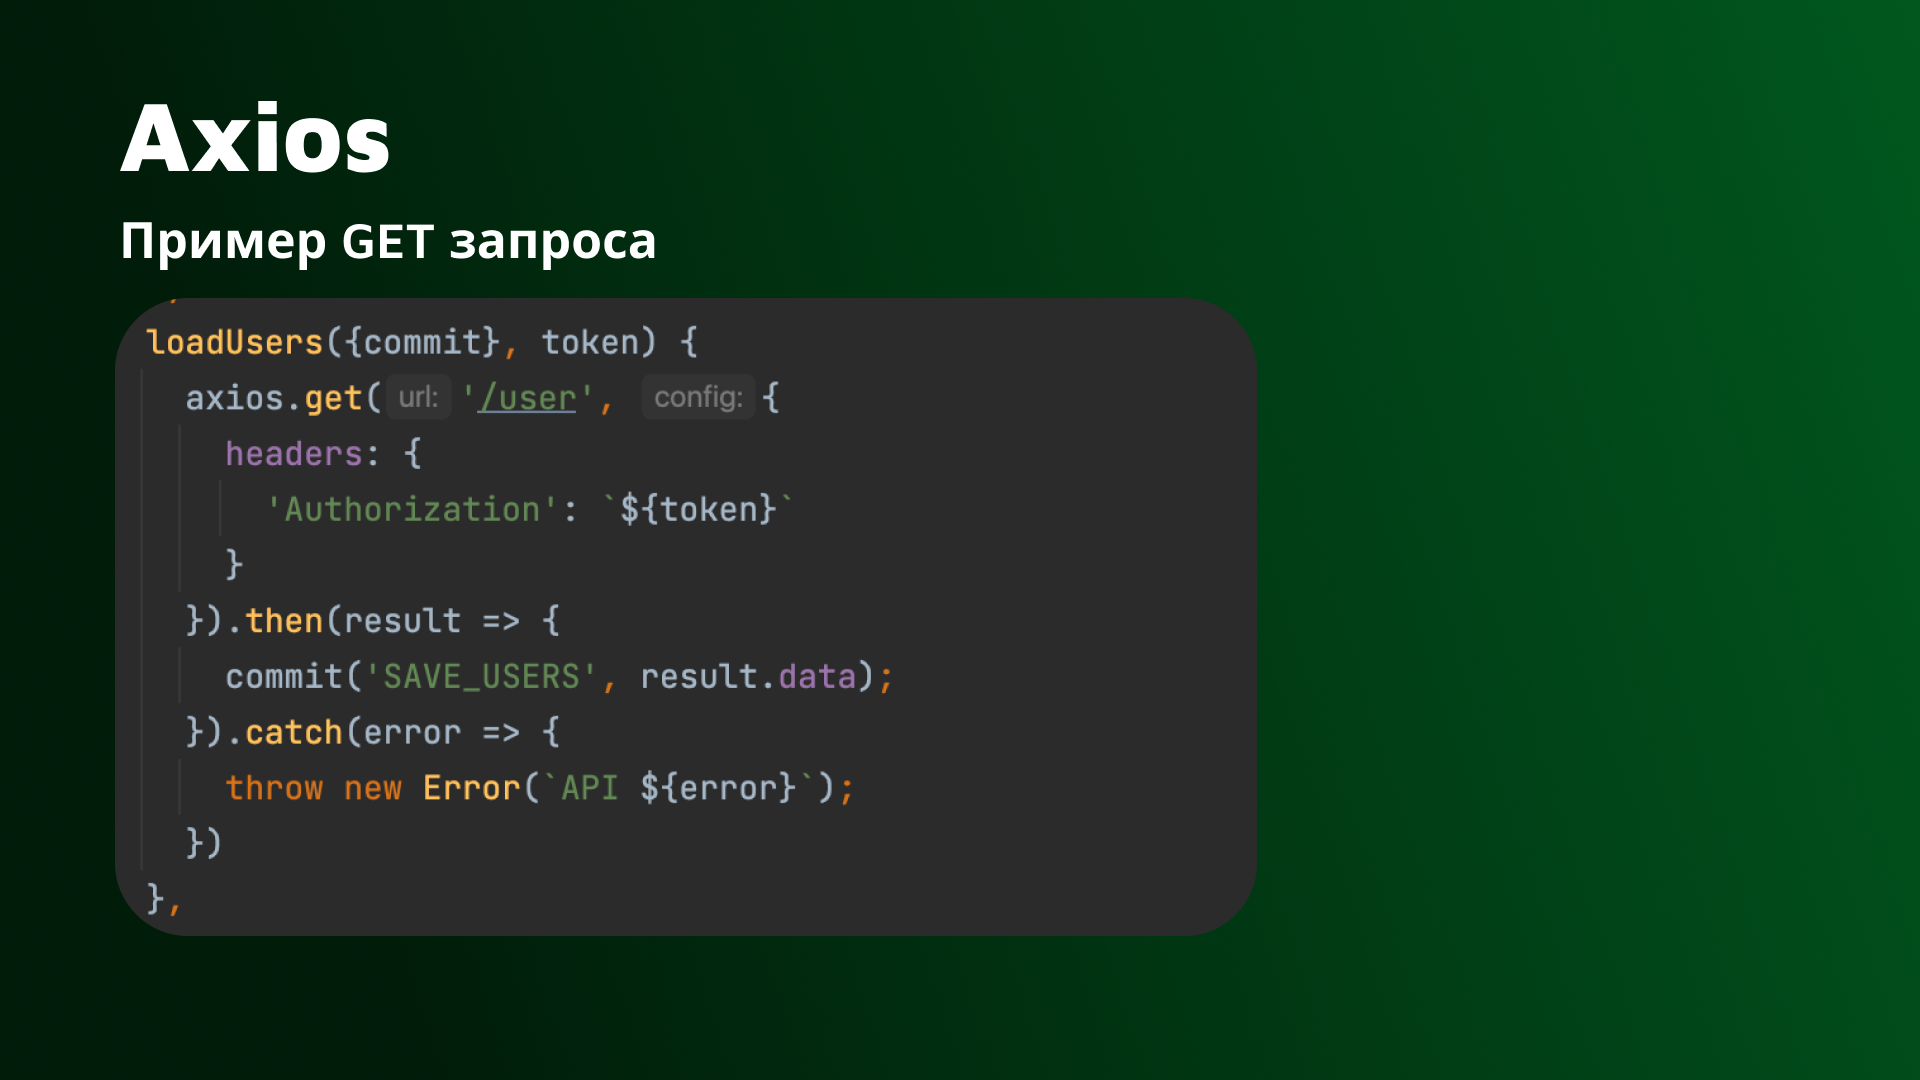 Axios
Пример GET запроса
loadUsers({commit}, token) {
axios.get( url: '/user', config: {
headers: {
'Authorization': `${token}`
}
}).then(result => {
commit('SAVE_USERS', result.data);
}).catch(error => {
throw new Error(`API ${error}`);
})
},